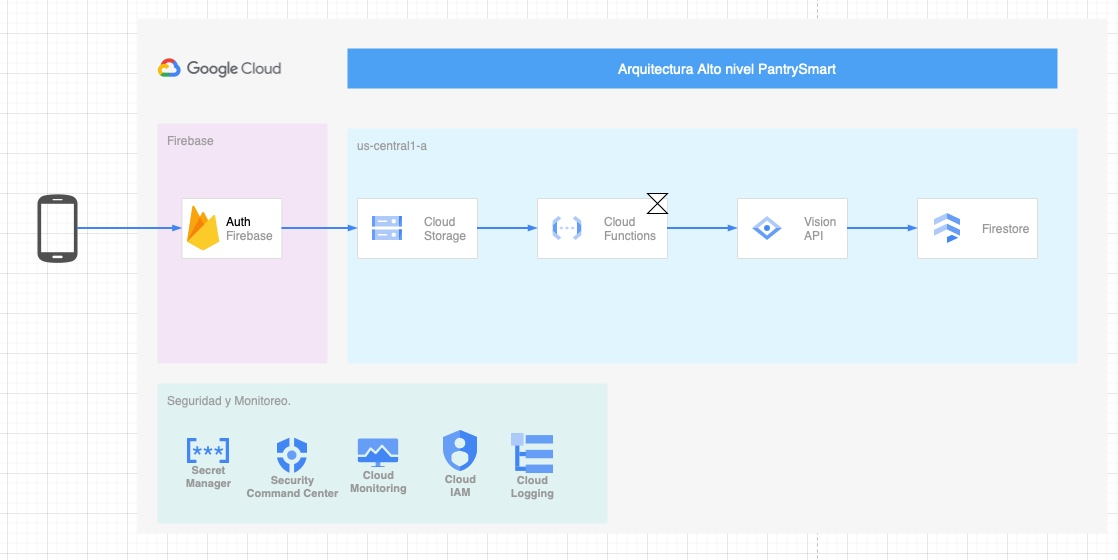 Google Cloud
Arquitectura Alto nivel PantrySmart
Firebase
us-central1-a
Auth
Firebase
Cloud
Storage
Cloud
Functions
Vision
API
Firestore
Seguridad y Monitoreo.
Secret
Manager
Security
Command Center
Cloud
Monitoring
Cloud
IAM
Cloud
Logging